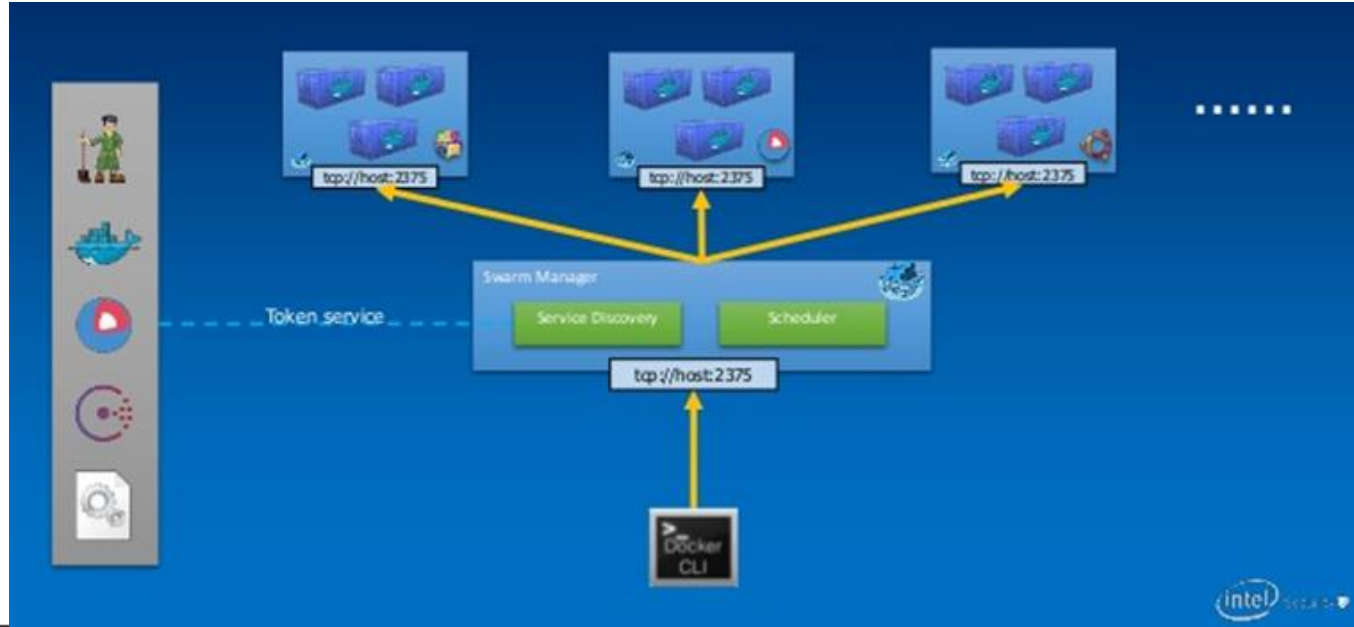 tcp://host:2375
tcp://host:2375
tcp://host:2375
......
Swarm Manager
Token service
Service Discovery
Scheduler
tcp://host:2375
>_
Docker
CLI
intel Security